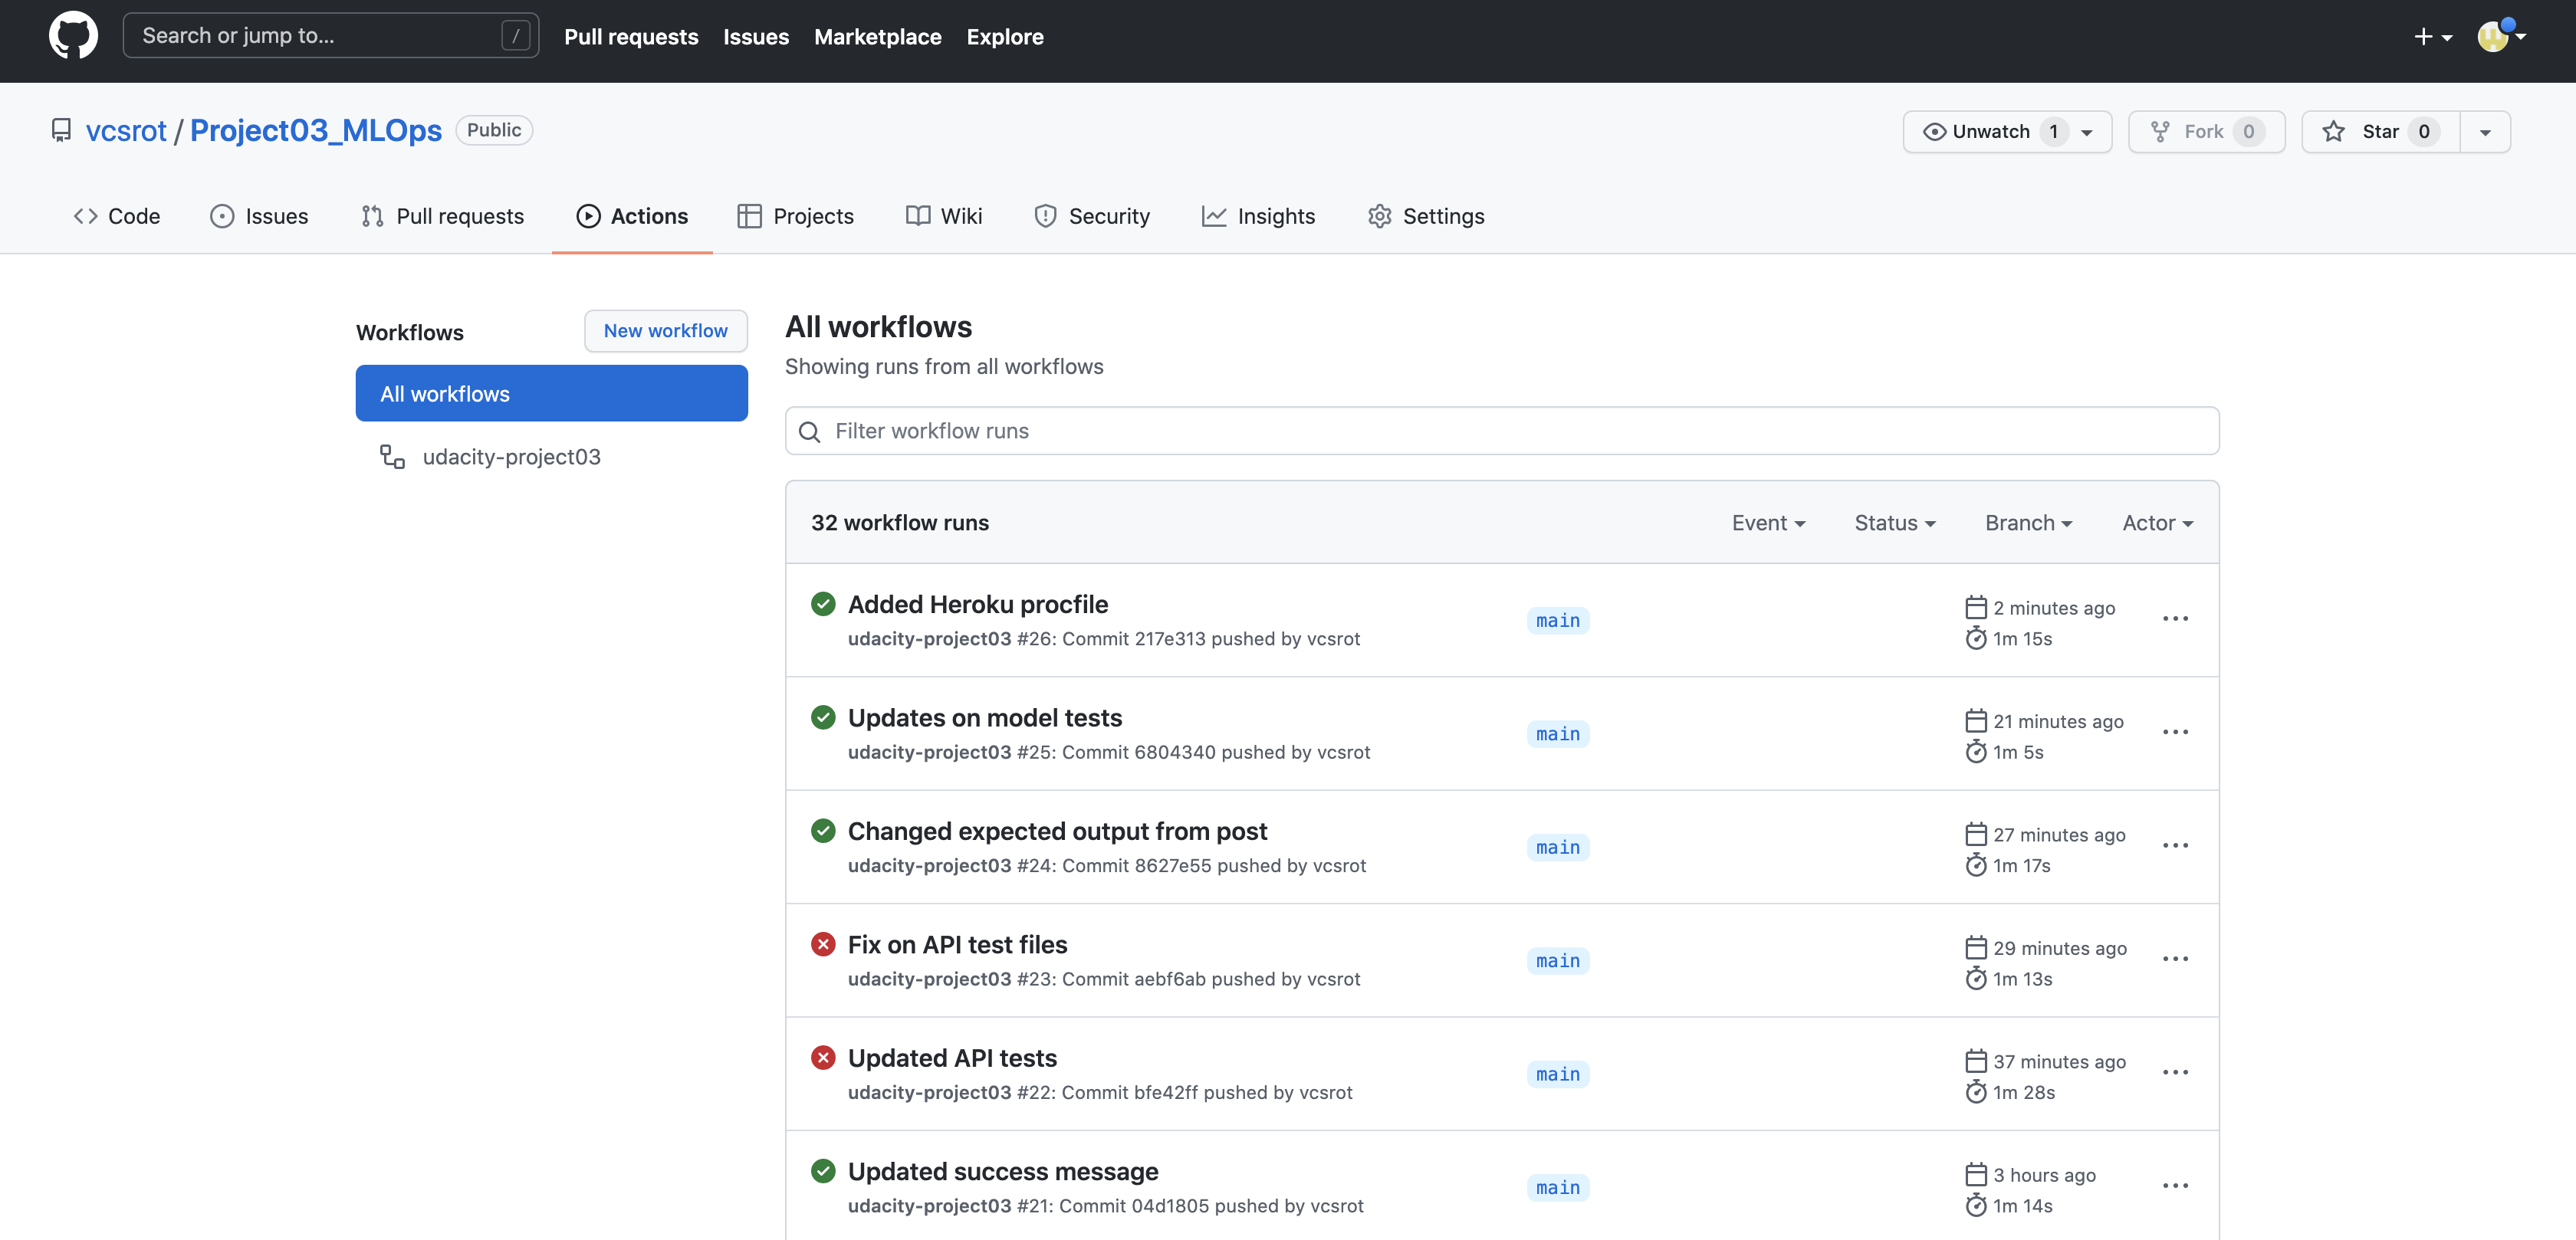 Search or jump to... /
Pull requests Issues Marketplace Explore
vcsrot / Project03_MLOps Public
Unwatch 1 Fork 0 Star 0
Code Issues Pull requests Actions Projects Wiki Security Insights Settings
Workflows
New workflow
All workflows
udacity-project03
All workflows
Showing runs from all workflows
Filter workflow runs
32 workflow runs Event Status Branch Actor
Added Heroku procfile
udacity-project03 #26: Commit 217e313 pushed by vcsrot
main
2 minutes ago
1m 15s
Updates on model tests
udacity-project03 #25: Commit 6804340 pushed by vcsrot
main
21 minutes ago
1m 5s
Changed expected output from post
udacity-project03 #24: Commit 8627e55 pushed by vcsrot
main
27 minutes ago
1m 17s
Fix on API test files
udacity-project03 #23: Commit aebf6ab pushed by vcsrot
main
29 minutes ago
1m 13s
Updated API tests
udacity-project03 #22: Commit bfe42ff pushed by vcsrot
main
37 minutes ago
1m 28s
Updated success message
udacity-project03 #21: Commit 04d1805 pushed by vcsrot
main
3 hours ago
1m 14s